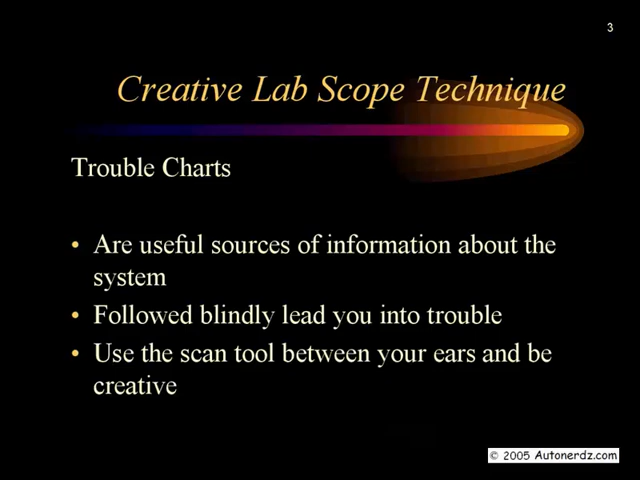 3
Creative Lab Scope Technique
Trouble Charts
• Are useful sources of information about the
system
• Followed blindly lead you into trouble
• Use the scan tool between your ears and be
creative
© 2005 Autonerdz.com